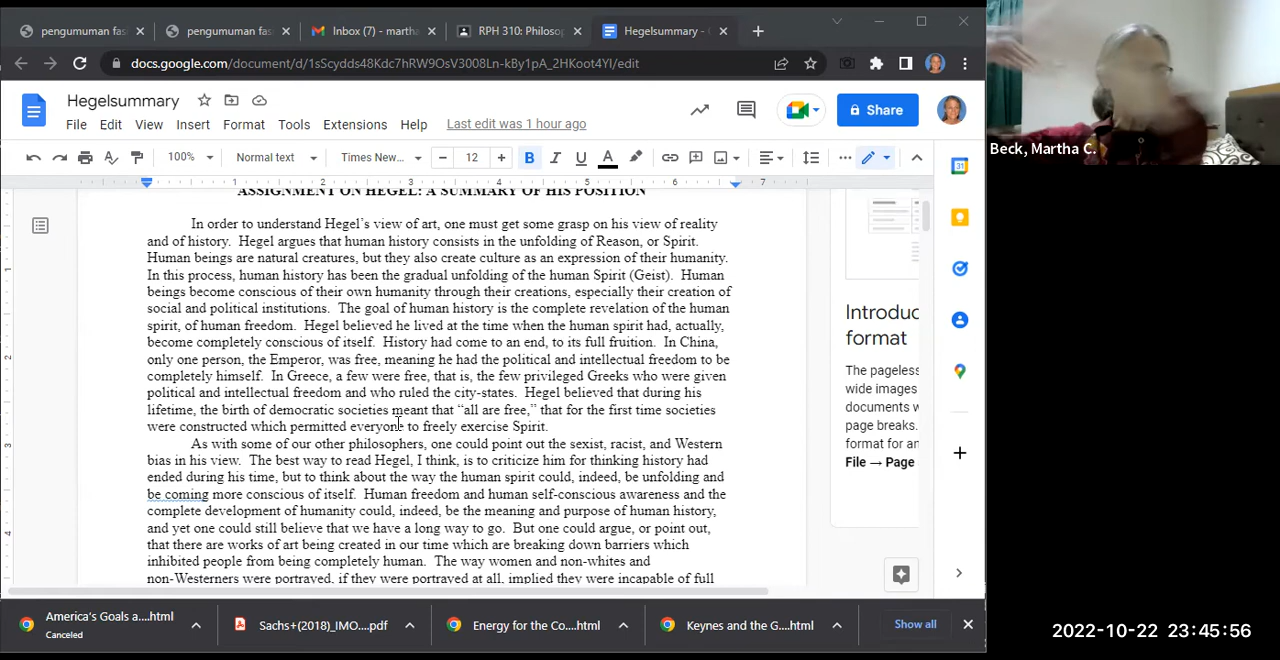 pengumuman fas
pengumuman fas
Inbox (7) - martha
RPH 310: Philosop
Hegelsummary - G
docs.google.com/document/d/1sScydds48Kdc7hRW9OsV3008Ln-kBy1pA_2HKoot4YI/edit
Hegelsummary
Share
File Edit View Insert Format Tools Extensions Help Last edit was 1 hour ago
100% Normal text Times New... 12 B I U A
1 2 3 4 5 6 7
ASSIGNMENT ON HEGEL: A SUMMARY OF HIS POSITION
In order to understand Hegel's view of art, one must get some grasp on his view of reality
and of history. Hegel argues that human history consists in the unfolding of Reason, or Spirit.
Human beings are natural creatures, but they also create culture as an expression of their humanity.
In this process, human history has been the gradual unfolding of the human Spirit (Geist). Human
beings become conscious of their own humanity through their creations, especially their creation of
social and political institutions. The goal of human history is the complete revelation of the human
spirit, of human freedom. Hegel believed he lived at the time when the human spirit had, actually,
become completely conscious of itself. History had come to an end, to its full fruition. In China,
only one person, the Emperor, was free, meaning he had the political and intellectual freedom to be
completely himself. In Greece, a few were free, that is, the few privileged Greeks who were given
political and intellectual freedom and who ruled the city-states. Hegel believed that during his
lifetime, the birth of democratic societies meant that “all are free,” that for the first time societies
were constructed which permitted everyone to freely exercise Spirit.
As with some of our other philosophers, one could point out the sexist, racist, and Western
bias in his view. The best way to read Hegel, I think, is to criticize him for thinking history had
ended during his time, but to think about the way the human spirit could, indeed, be unfolding and
be coming more conscious of itself. Human freedom and human self-conscious awareness and the
complete development of humanity could, indeed, be the meaning and purpose of human history,
and yet one could still believe that we have a long way to go. But one could argue, or point out,
that there are works of art being created in our time which are breaking down barriers which
inhibited people from being completely human. The way women and non-whites and
non-Westerners were portrayed, if they were portrayed at all, implied they were incapable of full
1
2
3
4
Introduc
format
The pageless
wide images
documents w
page breaks.
format for an
File → Page
31
America's Goals a....html
Canceled
Sachs+(2018)_IMO....pdf
Energy for the Co....html
Keynes and the G....html
Show all
Beck, Martha C.
2022-10-22 23:45:56